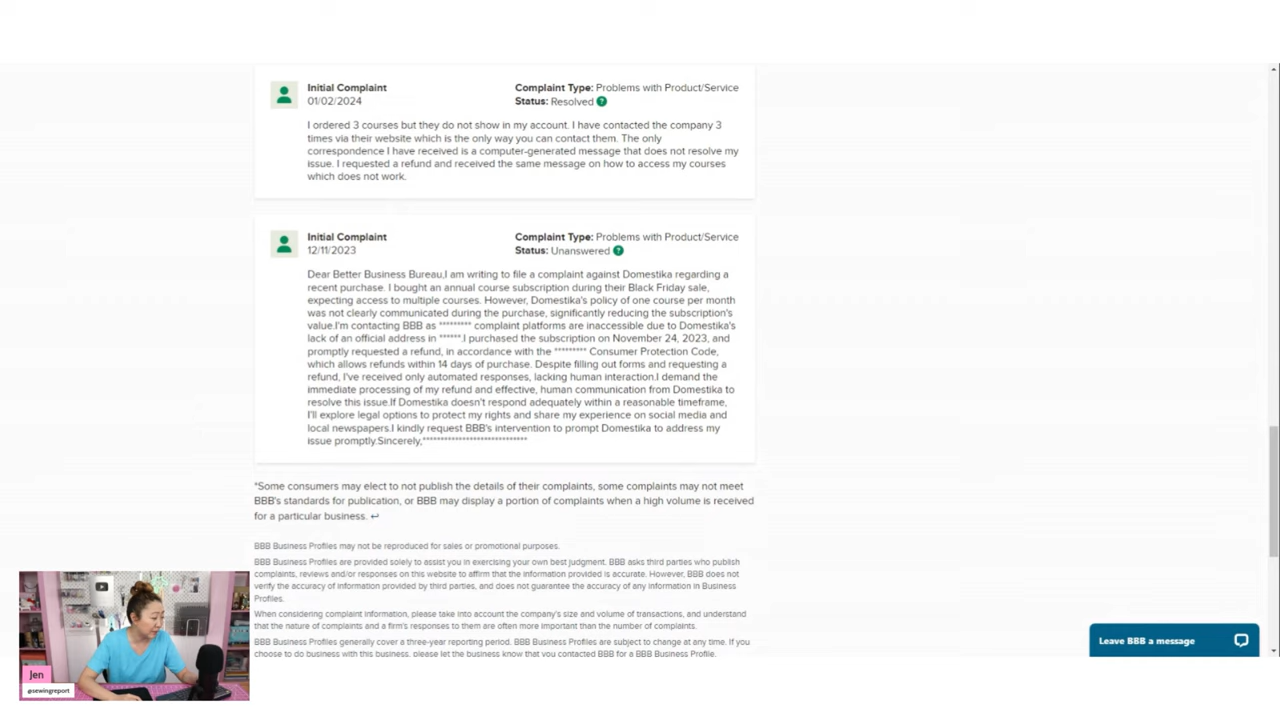 Initial Complaint
01/02/2024
Complaint Type: Problems with Product/Service
Status: Resolved ?
I ordered 3 courses but they do not show in my account. I have contacted the company 3
times via their website which is the only way you can contact them. The only
correspondence I have received is a computer-generated message that does not resolve my
issue. I requested a refund and received the same message on how to access my courses
which does not work.
Initial Complaint
12/11/2023
Complaint Type: Problems with Product/Service
Status: Unanswered ?
Dear Better Business Bureau,I am writing to file a complaint against Domestika regarding a
recent purchase. I bought an annual course subscription during their Black Friday sale,
expecting access to multiple courses. However, Domestika's policy of one course per month
was not clearly communicated during the purchase, significantly reducing the subscription's
value.I'm contacting BBB as ********* complaint platforms are inaccessible due to Domestika's
lack of an official address in ******.I purchased the subscription on November 24, 2023, and
promptly requested a refund, in accordance with the ********* Consumer Protection Code,
which allows refunds within 14 days of purchase. Despite filling out forms and requesting a
refund, I've received only automated responses, lacking human interaction.I demand the
immediate processing of my refund and effective, human communication from Domestika to
resolve this issue.If Domestika doesn't respond adequately within a reasonable timeframe,
I'll explore legal options to protect my rights and share my experience on social media and
local newspapers.I kindly request BBB's intervention to prompt Domestika to address my
issue promptly.Sincerely,****************************
*Some consumers may elect to not publish the details of their complaints, some complaints may not meet
BBB's standards for publication, or BBB may display a portion of complaints when a high volume is received
for a particular business. ↩
BBB Business Profiles may not be reproduced for sales or promotional purposes.
BBB Business Profiles are provided solely to assist you in exercising your own best judgment. BBB asks third parties who publish
complaints, reviews and/or responses on this website to affirm that the information provided is accurate. However, BBB does not
verify the accuracy of information provided by third parties, and does not guarantee the accuracy of any information in Business
Profiles.
When considering complaint information, please take into account the company's size and volume of transactions, and understand
that the nature of complaints and a firm's responses to them are often more important than the number of complaints.
BBB Business Profiles generally cover a three-year reporting period. BBB Business Profiles are subject to change at any time. If you
choose to do business with this business, please let the business know that you contacted BBB for a BBB Business Profile.
Leave BBB a message
Jen
@sewingreport